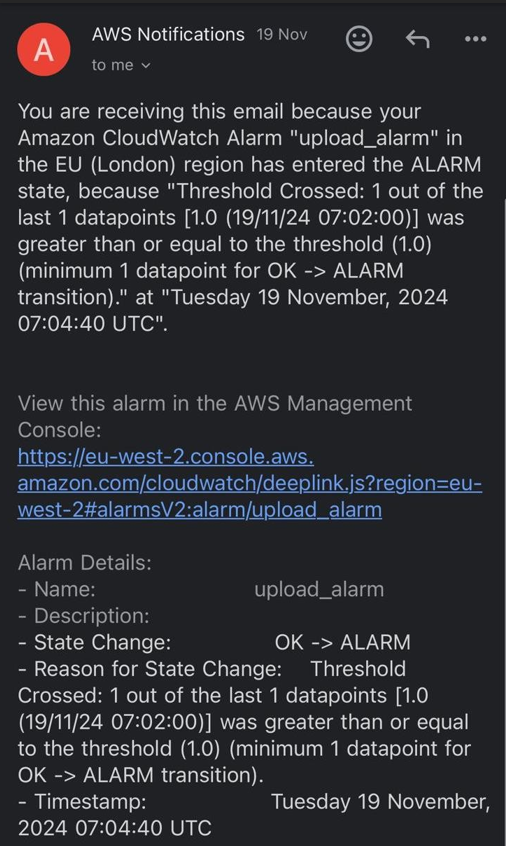 A
AWS Notifications 19 Nov
to me
You are receiving this email because your
Amazon CloudWatch Alarm "upload_alarm" in
the EU (London) region has entered the ALARM
state, because "Threshold Crossed: 1 out of the
last 1 datapoints [1.0 (19/11/24 07:02:00)] was
greater than or equal to the threshold (1.0)
(minimum 1 datapoint for OK -> ALARM
transition)." at "Tuesday 19 November, 2024
07:04:40 UTC".
View this alarm in the AWS Management
Console:
https://eu-west-2.console.aws.
amazon.com/cloudwatch/deeplink.js?region=eu-
west-2#alarmsV2:alarm/upload_alarm
Alarm Details:
- Name: upload_alarm
- Description:
- State Change: OK -> ALARM
- Reason for State Change: Threshold
Crossed: 1 out of the last 1 datapoints [1.0
(19/11/24 07:02:00)] was greater than or equal
to the threshold (1.0) (minimum 1 datapoint for
OK -> ALARM transition).
- Timestamp: Tuesday 19 November,
2024 07:04:40 UTC